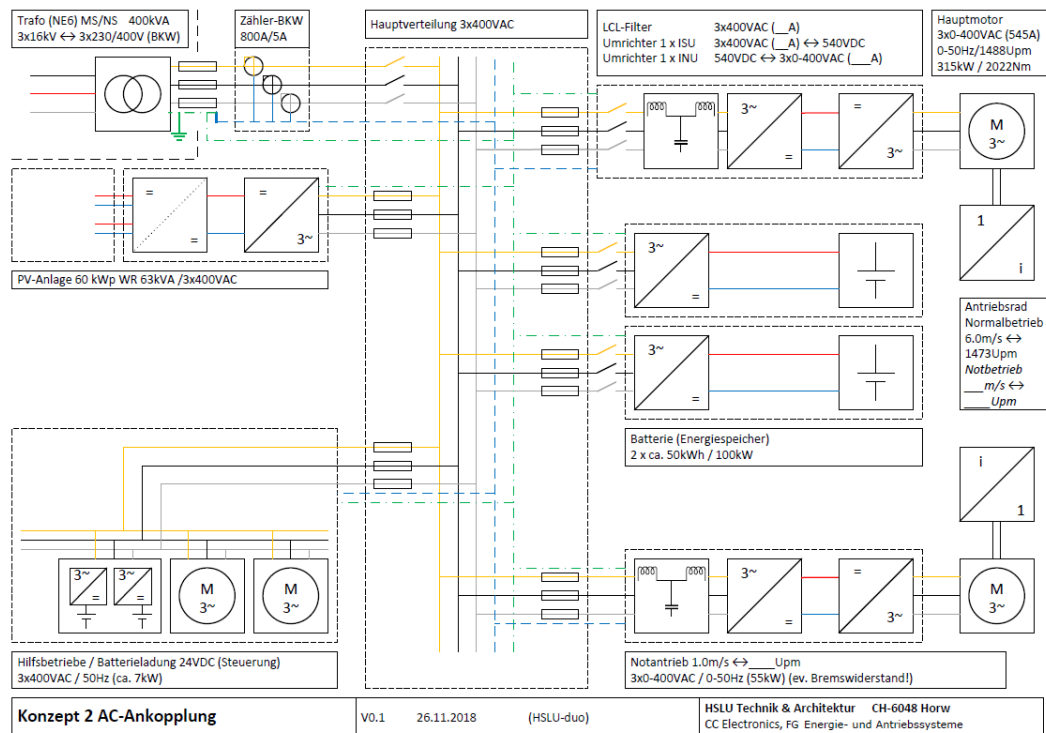 Trafo (NE6) MS/NS 400kVA
3x16kV ↔ 3x230/400V (BKW)
Zähler-BKW
800A/5A
Hauptverteilung 3x400VAC
LCL-Filter 3x400VAC (__A)
Umrichter 1 x ISU 3x400VAC (__A) ↔ 540VDC
Umrichter 1 x INU 540VDC ↔ 3x0-400VAC (___A)
Hauptmotor
3x0-400VAC (545A)
0-50Hz/1488Upm
315kW / 2022Nm
3~
=
=
3~
M
3~
=
=
=
3~
PV-Anlage 60 kWp WR 63kVA /3x400VAC
1
i
3~
=
Antriebsrad
Normalbetrieb
6.0m/s ↔
1473Upm
Notbetrieb
___m/s ↔
____Upm
3~
=
Batterie (Energiespeicher)
2 x ca. 50kWh / 100kW
i
1
3~
=
3~
=
M
3~
M
3~
3~
=
=
3~
M
3~
Hilfsbetriebe / Batterieladung 24VDC (Steuerung)
3x400VAC / 50Hz (ca. 7kW)
Notantrieb 1.0m/s ↔____Upm
3x0-400VAC / 0-50Hz (55kW) (ev. Bremswiderstand!)
Konzept 2 AC-Ankopplung
V0.1 26.11.2018 (HSLU-duo)
HSLU Technik & Architektur CH-6048 Horw
CC Electronics, FG Energie- und Antriebssysteme